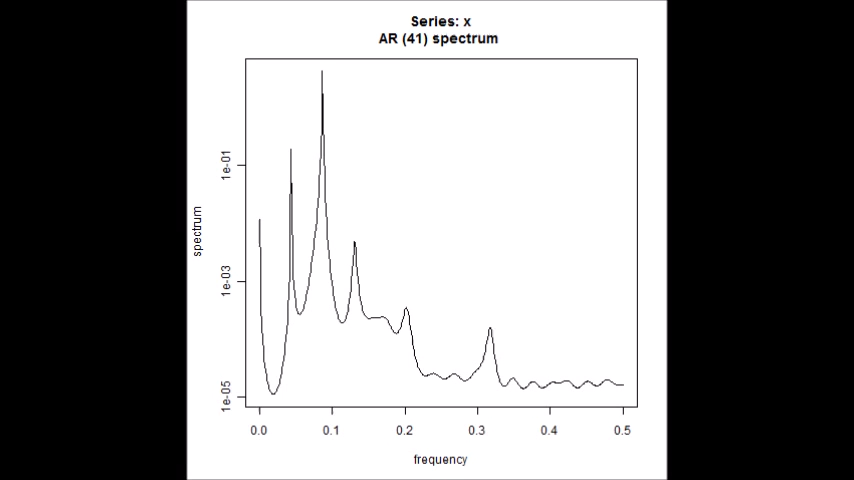 Series: x
AR (41) spectrum
spectrum
1e-01
1e-03
1e-05
0.0 0.1 0.2 0.3 0.4 0.5
frequency